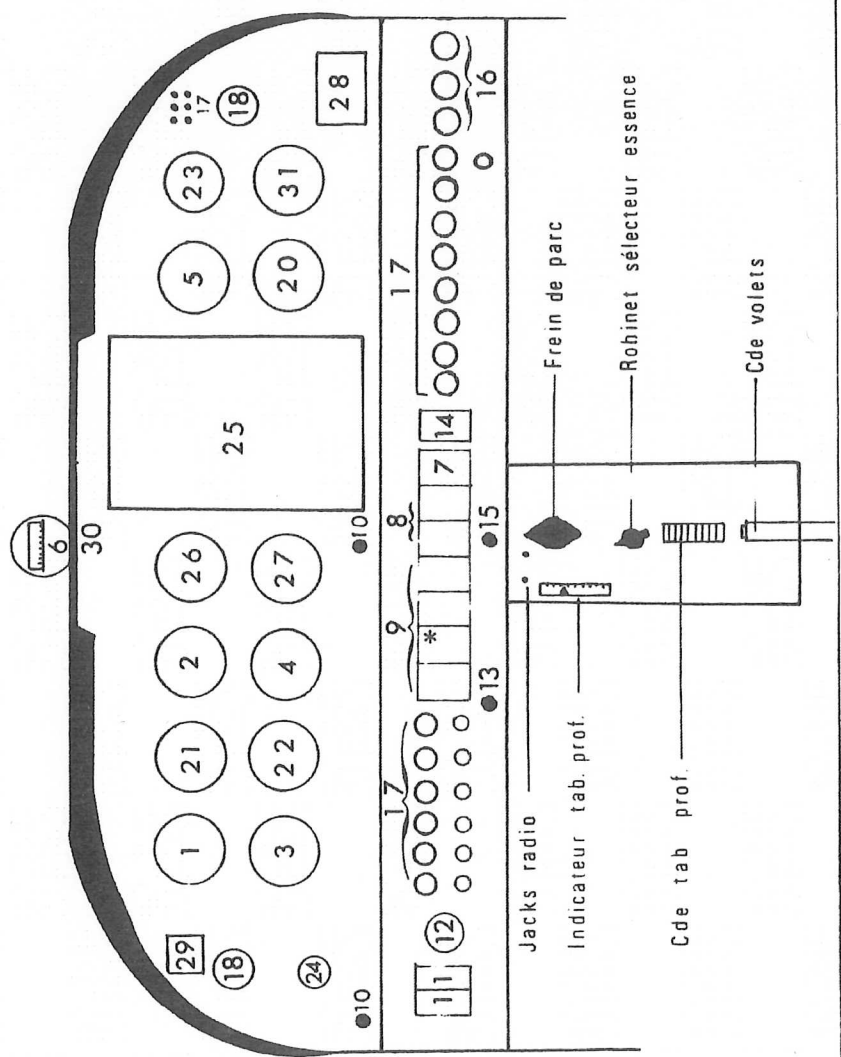 6
30
29 1 21 2 26 5 23 17
18 18
25
24 3 22 4 27 20 31 28
10 10
17 9 8 17
11 12 * 7 14
16
13 15
Jacks radio
Indicateur tab. prof.
Cde tab prof.
Frein de parc
Robinet sélecteur essence
Cde volets